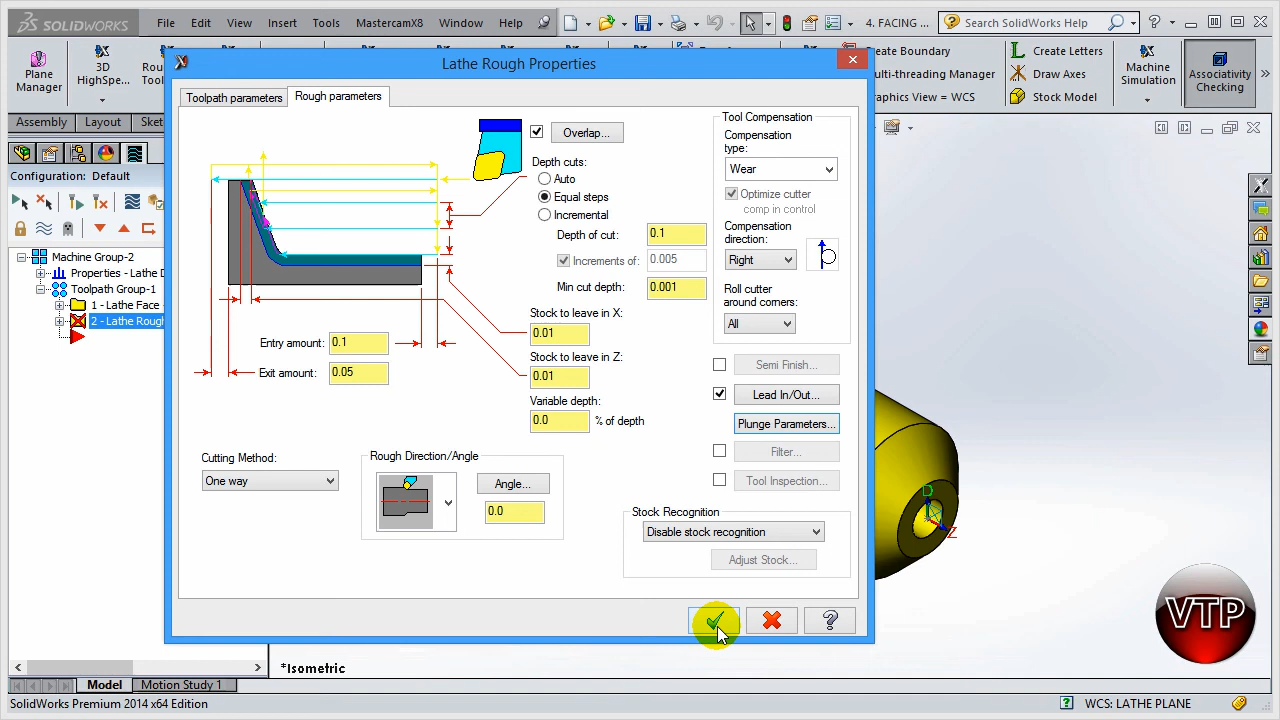 SOLIDWORKS
File Edit View Insert Tools MastercamX8 Window Help
4. FACING ...
Search SolidWorks Help
Plane
Manager
3D
HighSpe...
Rou
Tool
reate Boundary
ulti-threading Manager
raphics View = WCS
Create Letters
Draw Axes
Stock Model
Machine
Simulation
Associativity
Checking
Assembly Layout Sket
Configuration: Default
Machine Group-2
Properties - Lathe D
Toolpath Group-1
1 - Lathe Face
2 - Lathe Rough
Lathe Rough Properties
Toolpath parameters Rough parameters
Overlap...
Depth cuts:
Auto
Equal steps
Incremental
Depth of cut: 0.1
Increments of: 0.005
Min cut depth: 0.001
Stock to leave in X:
0.01
Stock to leave in Z:
0.01
Variable depth:
0.0 % of depth
Entry amount: 0.1
Exit amount: 0.05
Cutting Method:
One way
Rough Direction/Angle
Angle...
0.0
Tool Compensation
Compensation
type:
Wear
Optimize cutter
comp in control
Compensation
direction:
Right
Roll cutter
around corners:
All
Semi Finish...
Lead In/Out...
Plunge Parameters...
Filter...
Tool Inspection...
Stock Recognition
Disable stock recognition
Adjust Stock...
D
Z
VTP
*Isometric
Model Motion Study 1
SolidWorks Premium 2014 x64 Edition
WCS: LATHE PLANE